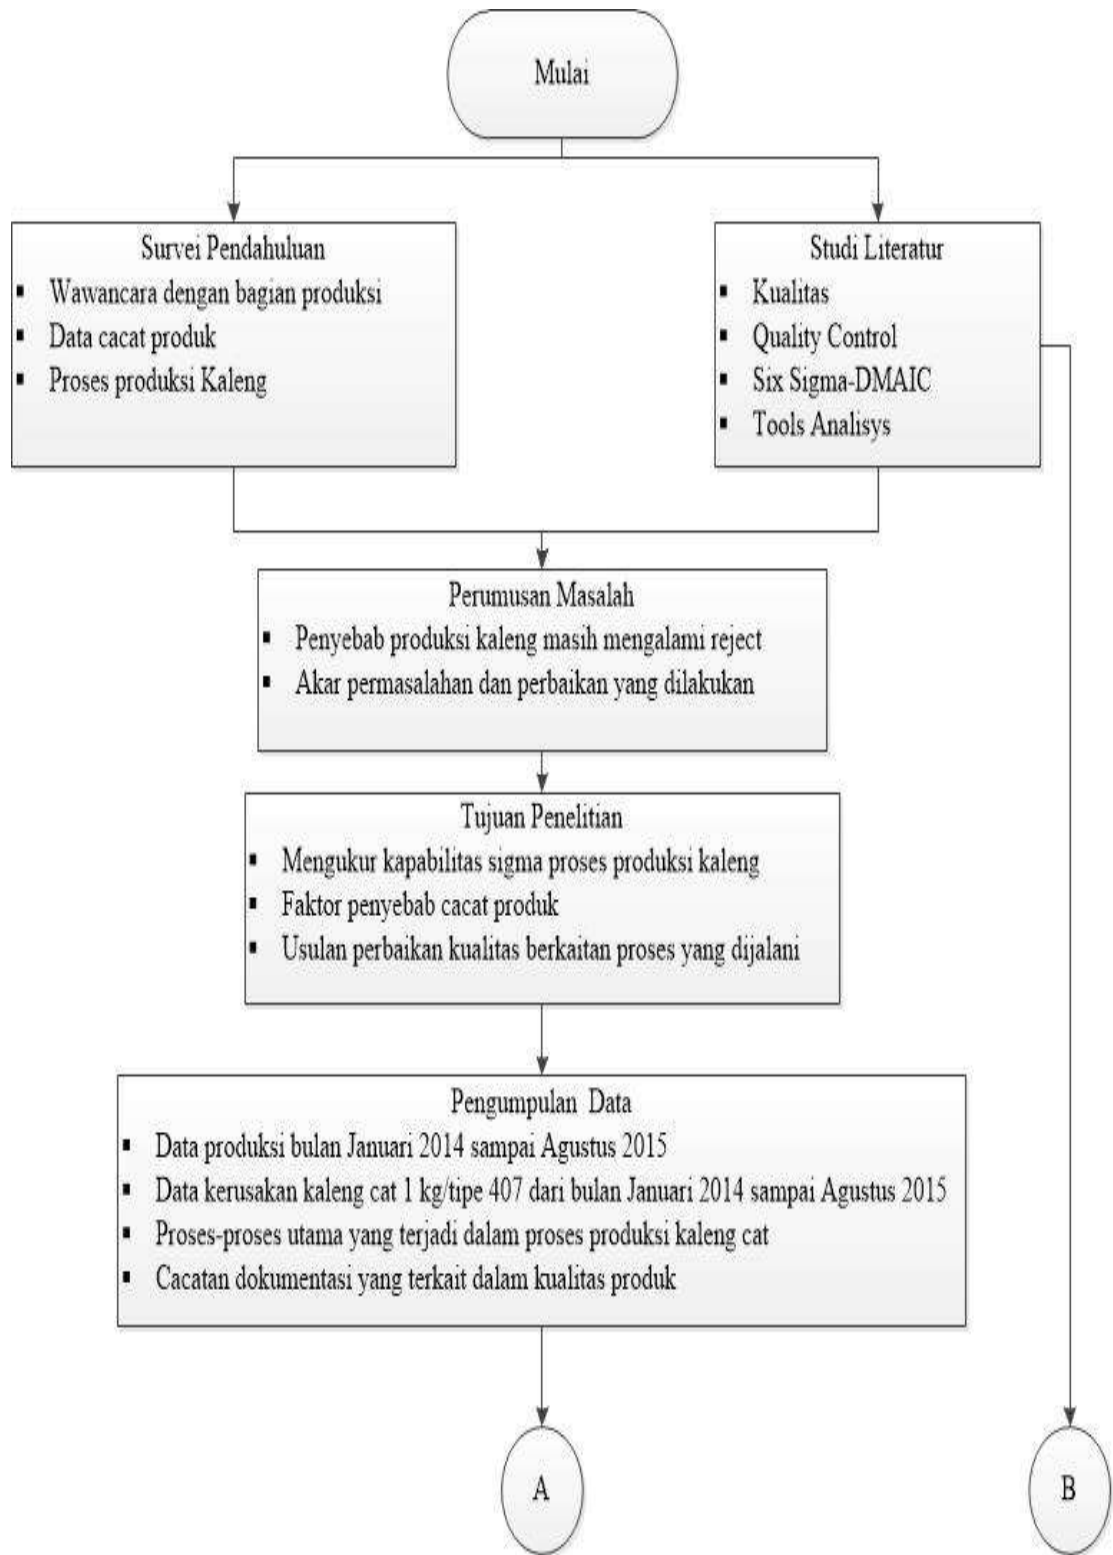 Mulai
Survei Pendahuluan
▪ Wawancara dengan bagian produksi
▪ Data cacat produk
▪ Proses produksi Kaleng
Studi Literatur
▪ Kualitas
▪ Quality Control
▪ Six Sigma-DMAIC
▪ Tools Analisys
Perumusan Masalah
▪ Penyebab produksi kaleng masih mengalami reject
▪ Akar permasalahan dan perbaikan yang dilakukan
Tujuan Penelitian
▪ Mengukur kapabilitas sigma proses produksi kaleng
▪ Faktor penyebab cacat produk
▪ Usulan perbaikan kualitas berkaitan proses yang dijalani
Pengumpulan Data
▪ Data produksi bulan Januari 2014 sampai Agustus 2015
▪ Data kerusakan kaleng cat 1 kg/tipe 407 dari bulan Januari 2014 sampai Agustus 2015
▪ Proses-proses utama yang terjadi dalam proses produksi kaleng cat
▪ Cacatan dokumentasi yang terkait dalam kualitas produk
A
B